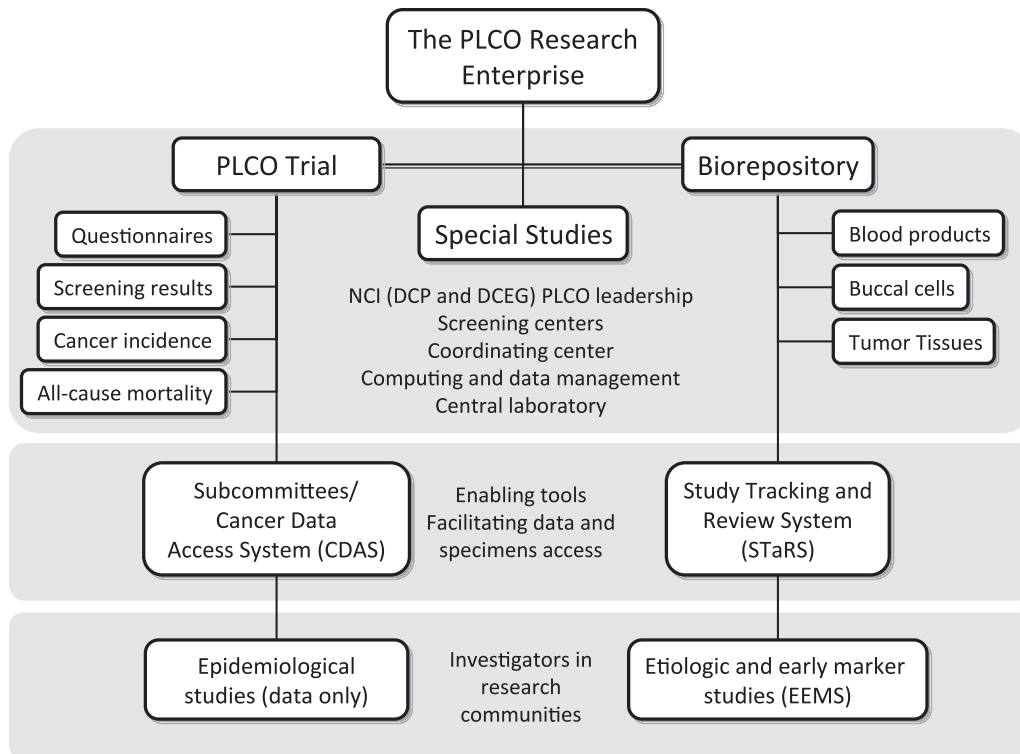 The PLCO Research
Enterprise
PLCO Trial
Biorepository
Special Studies
Questionnaires
Screening results
Cancer incidence
All-cause mortality
NCI (DCP and DCEG) PLCO leadership
Screening centers
Coordinating center
Computing and data management
Central laboratory
Blood products
Buccal cells
Tumor Tissues
Subcommittees/
Cancer Data
Access System (CDAS)
Enabling tools
Facilitating data and
specimens access
Study Tracking and
Review System
(STaRS)
Epidemiological
studies (data only)
Investigators in
research
communities
Etiologic and early marker
studies (EEMS)